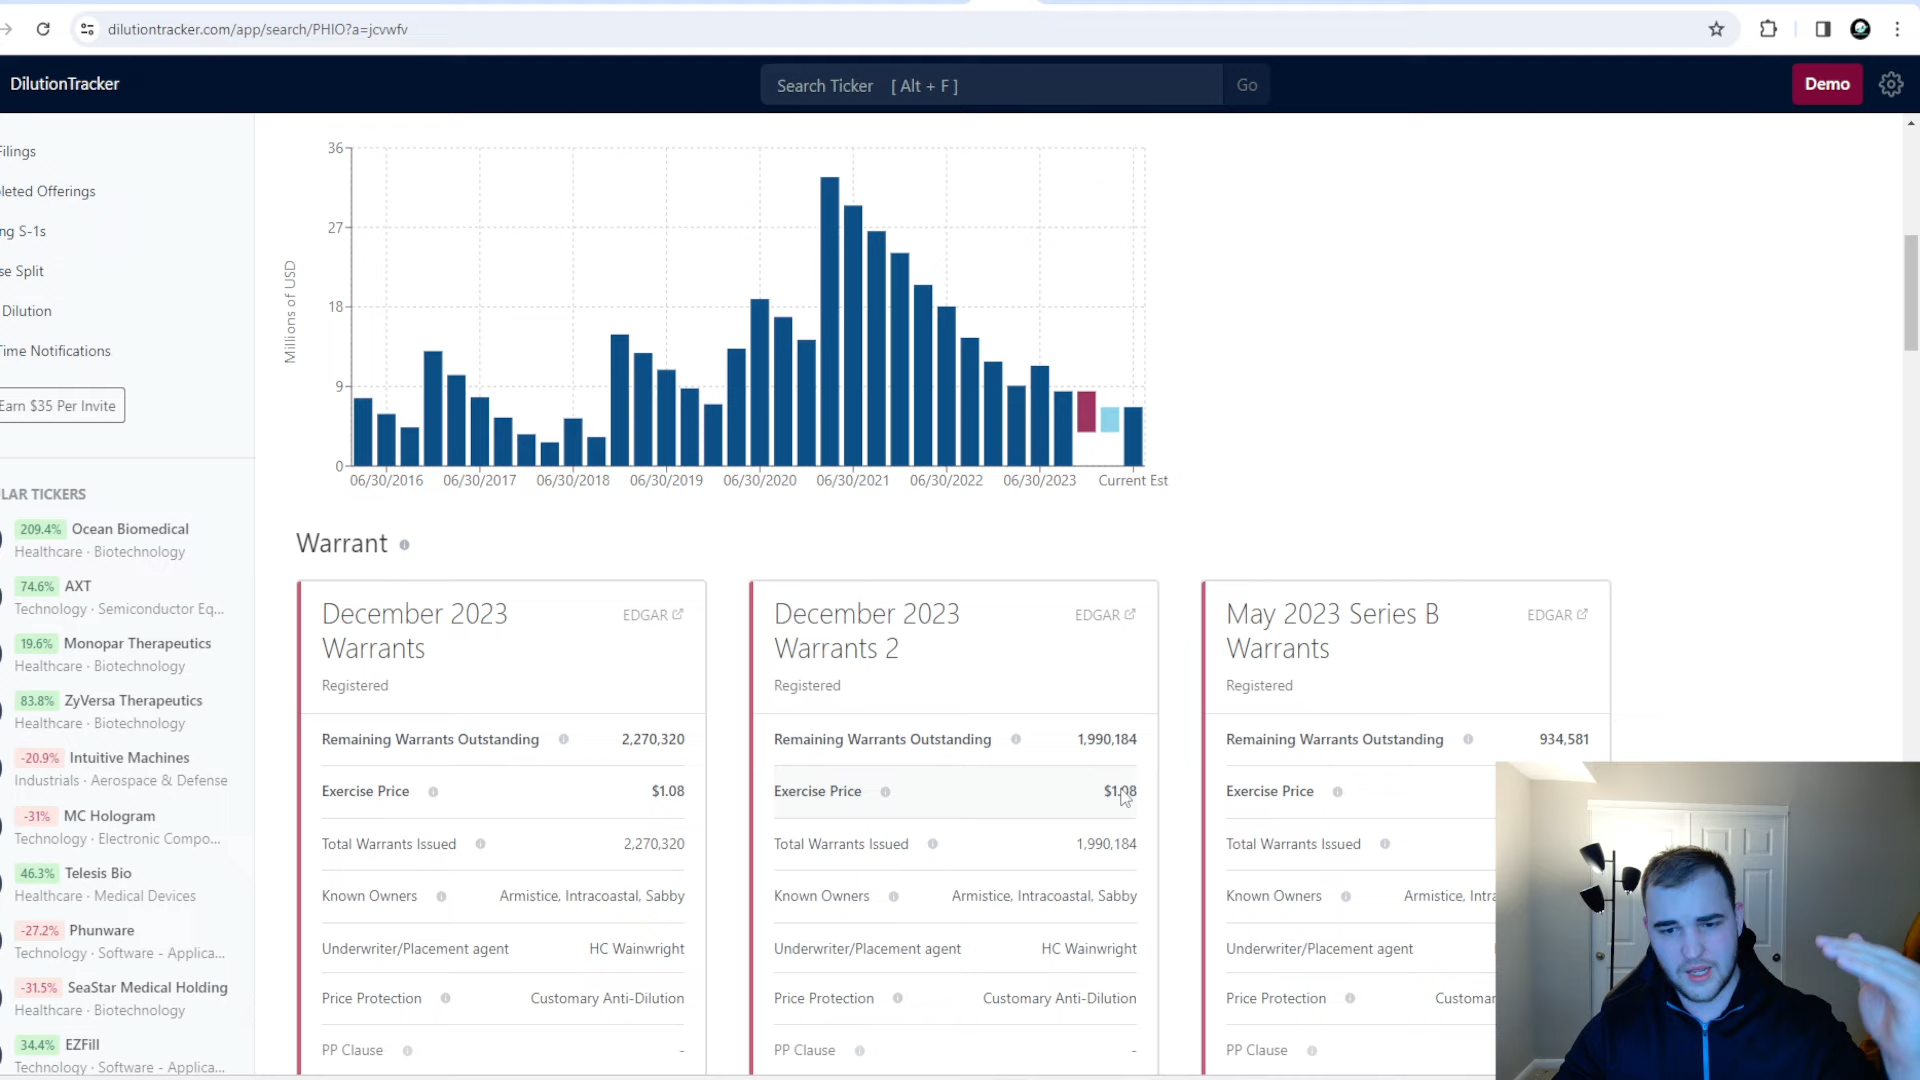 dilutiontracker.com/app/search/PHIO?a=jcvwfv
DilutionTracker
Search Ticker [ Alt + F ]
Go
Demo
Filings
leted Offerings
ng S-1s
se Split
Dilution
Time Notifications
Earn $35 Per Invite
LAR TICKERS
209.4% Ocean Biomedical
Healthcare · Biotechnology
74.6% AXT
Technology · Semiconductor Eq...
19.6% Monopar Therapeutics
Healthcare · Biotechnology
83.8% ZyVersa Therapeutics
Healthcare · Biotechnology
-20.9% Intuitive Machines
Industrials · Aerospace & Defense
-31% MC Hologram
Technology · Electronic Compo...
46.3% Telesis Bio
Healthcare · Medical Devices
-27.2% Phunware
Technology · Software - Applica...
-31.5% SeaStar Medical Holding
Healthcare · Biotechnology
34.4% EZFill
Technology · Software - Applica...
Millions of USD
36
27
18
9
0
06/30/2016 06/30/2017 06/30/2018 06/30/2019 06/30/2020 06/30/2021 06/30/2022 06/30/2023 Current Est
Warrant
December 2023
Warrants
EDGAR
Registered
Remaining Warrants Outstanding 2,270,320
Exercise Price $1.08
Total Warrants Issued 2,270,320
Known Owners Armistice, Intracoastal, Sabby
Underwriter/Placement agent HC Wainwright
Price Protection Customary Anti-Dilution
PP Clause -
December 2023
Warrants 2
EDGAR
Registered
Remaining Warrants Outstanding 1,990,184
Exercise Price $1.08
Total Warrants Issued 1,990,184
Known Owners Armistice, Intracoastal, Sabby
Underwriter/Placement agent HC Wainwright
Price Protection Customary Anti-Dilution
PP Clause -
May 2023 Series B
Warrants
EDGAR
Registered
Remaining Warrants Outstanding 934,581
Exercise Price
Total Warrants Issued
Known Owners Armistice, Intra
Underwriter/Placement agent
Price Protection Customar
PP Clause